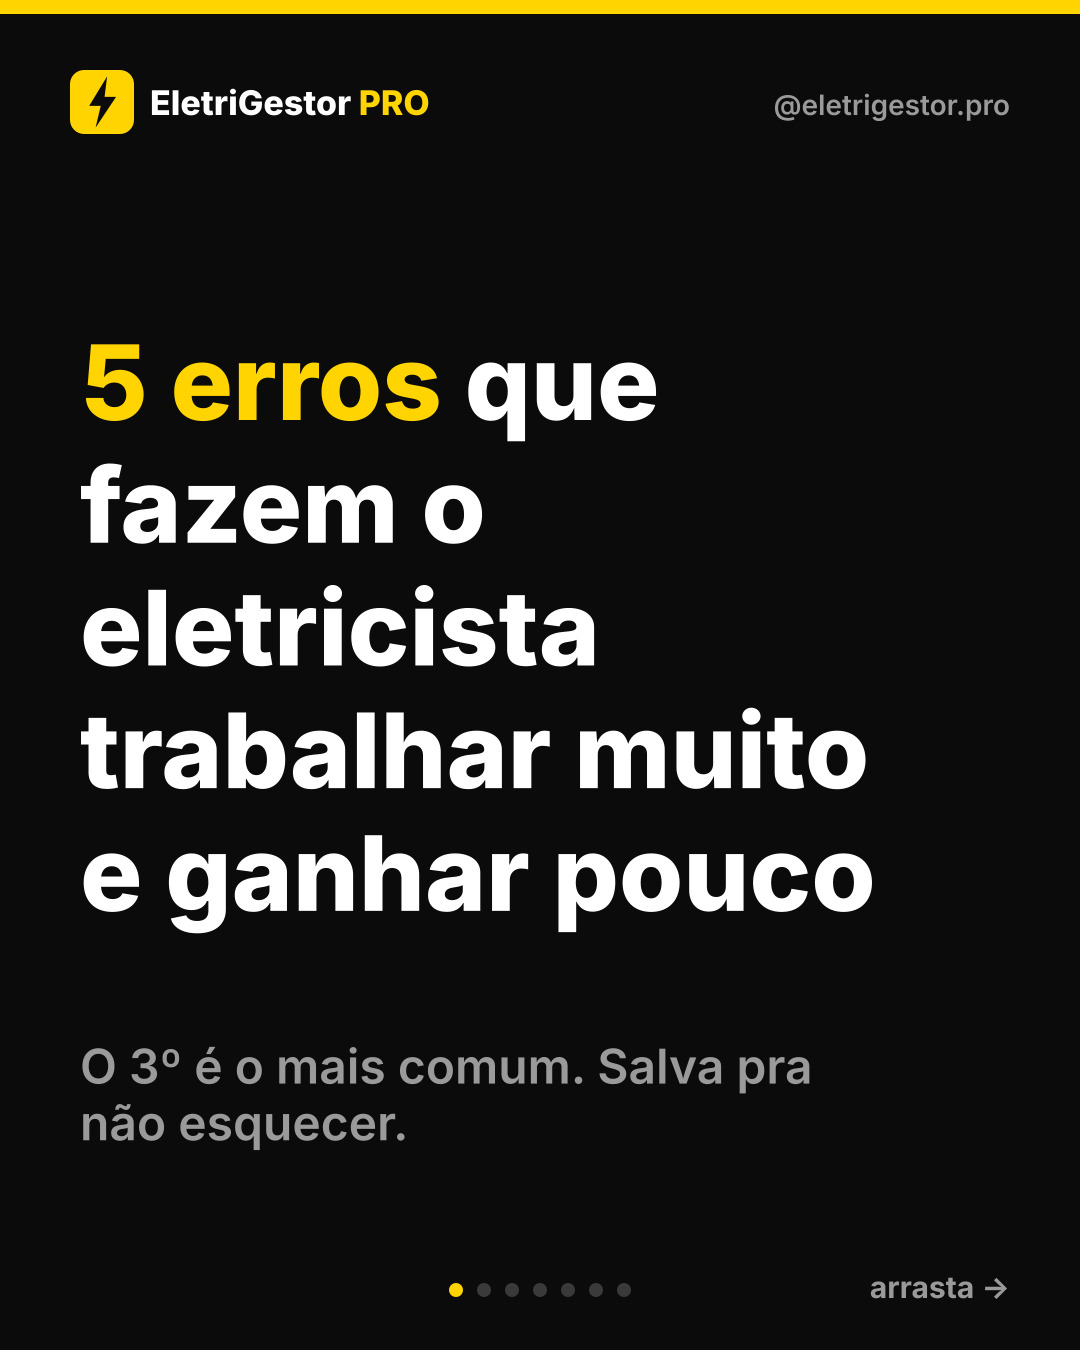 EletriGestor PRO
@eletrigestor.pro
5 erros que
fazem o
eletricista
trabalhar muito
e ganhar pouco
O 3º é o mais comum. Salva pra
não esquecer.
arrasta →